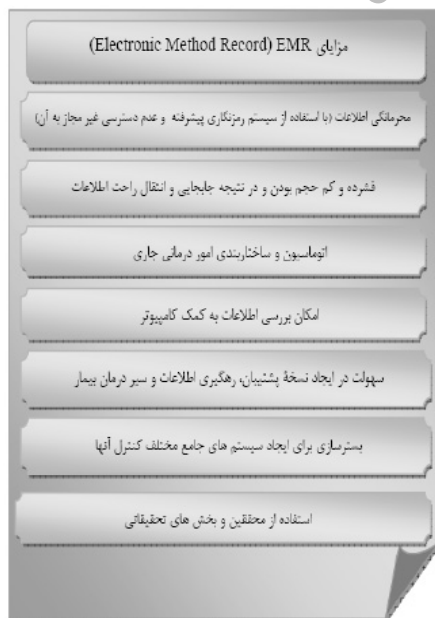 مزایای EMR (Electronic Method Record)
محرمانگی اطلاعات (با استفاده از سیستم رمزنگاری پیشرفته و عدم دسترسی غیر مجاز به آن)
فشرده و کم حجم بودن و در نتیجه جابجایی و انتقال راحت اطلاعات
اتوماسیون و ساختاربندی امور درمانی جاری
امکان بررسی اطلاعات به کمک کامپیوتر
سهولت در ایجاد نسخهٔ پشتیبان، رهگیری اطلاعات و سیر درمان بیمار
بسترسازی برای ایجاد سیستم های جامع مختلف کنترل آنها
استفاده از محققین و بخش های تحقیقاتی